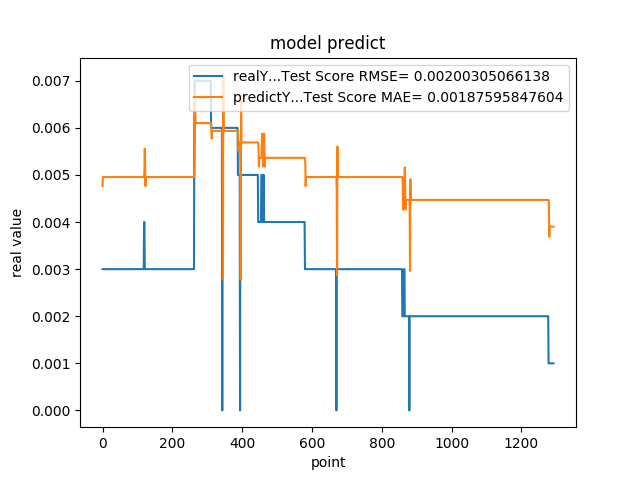 model predict
realY...Test Score RMSE= 0.00200305066138
predictY...Test Score MAE= 0.00187595847604
real value
0.007
0.006
0.005
0.004
0.003
0.002
0.001
0.000
0 200 400 600 800 1000 1200
point